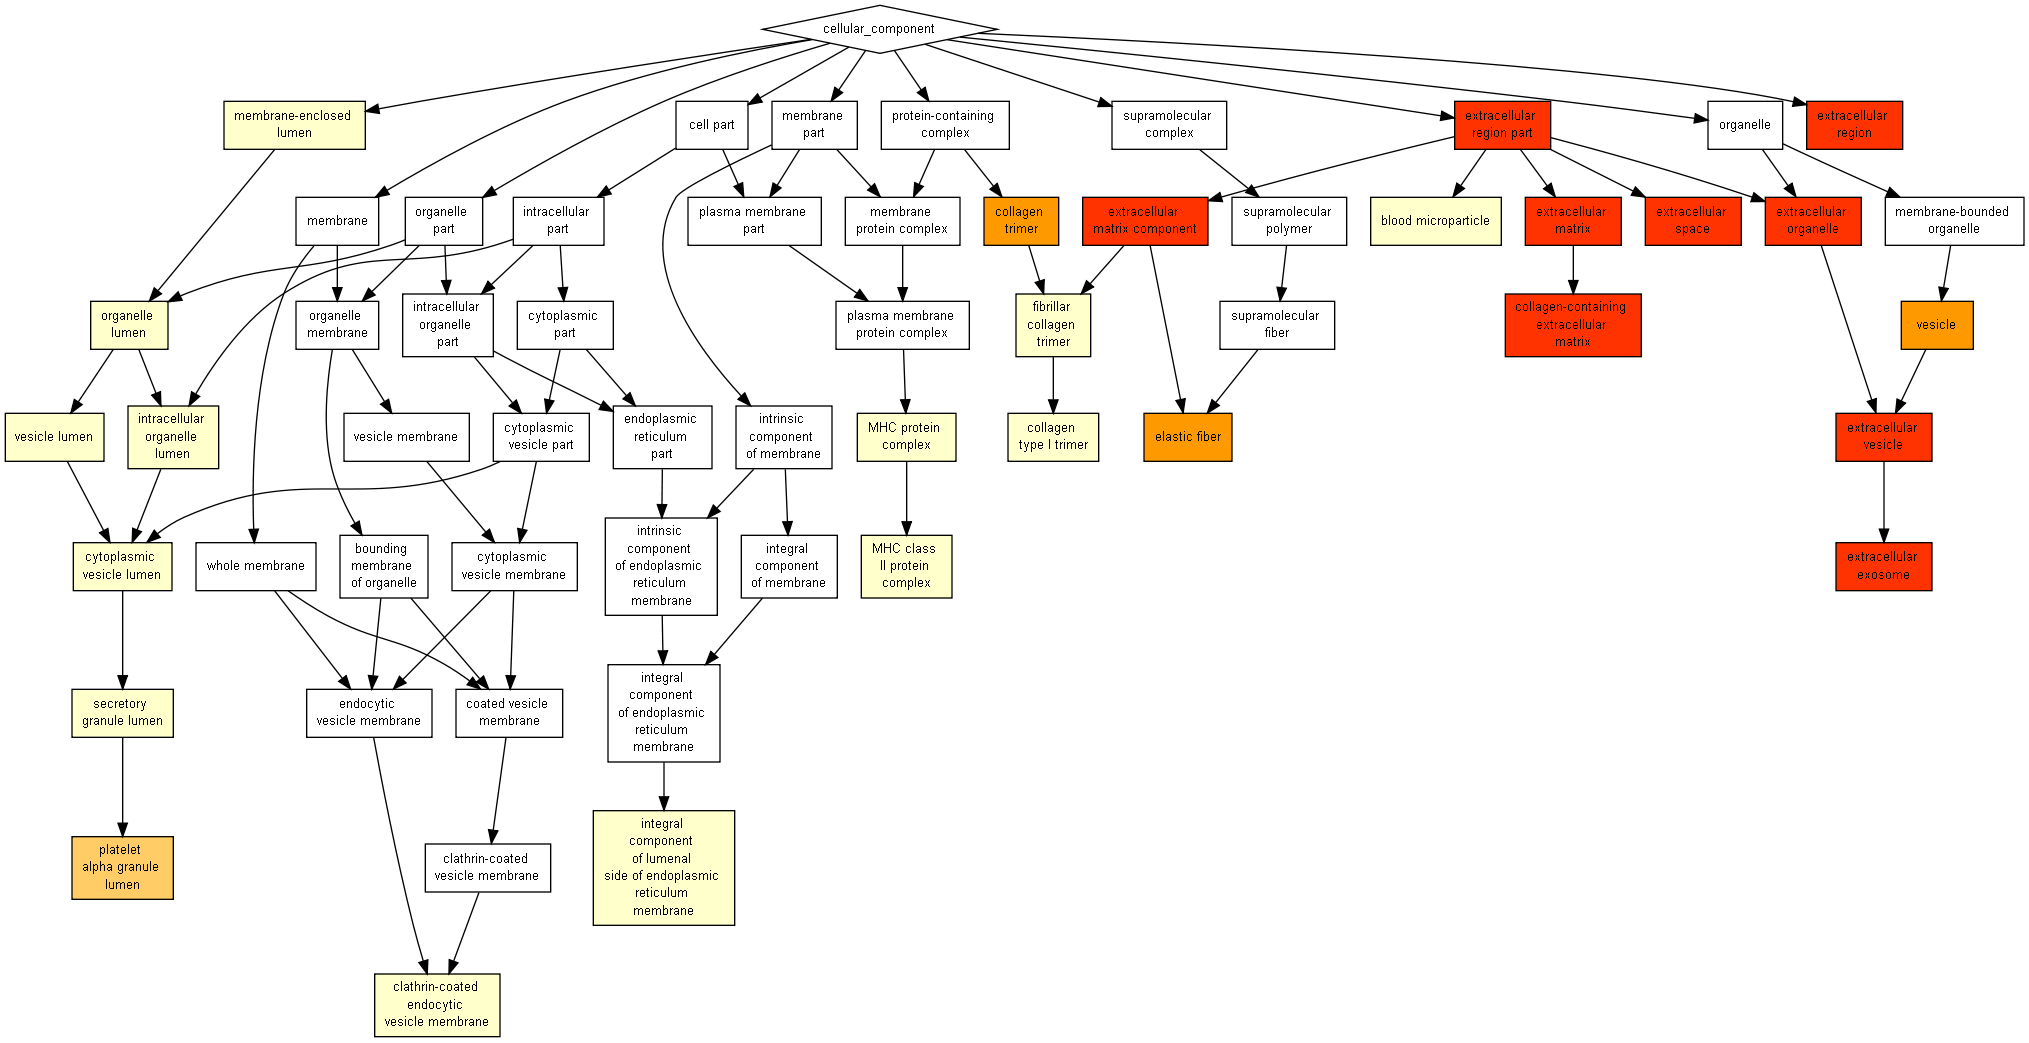 cellular_component
membrane-enclosed
lumen
cell part
membrane
part
protein-containing
complex
supramolecular
complex
extracellular
region part
organelle
extracellular
region
membrane
organelle
part
intracellular
part
plasma membrane
part
membrane
protein complex
collagen
trimer
extracellular
matrix component
supramolecular
polymer
blood microparticle
extracellular
matrix
extracellular
space
extracellular
organelle
membrane-bounded
organelle
organelle
lumen
organelle
membrane
intracellular
organelle
part
cytoplasmic
part
plasma membrane
protein complex
fibrillar
collagen
trimer
supramolecular
fiber
collagen-containing
extracellular
matrix
vesicle
vesicle lumen
intracellular
organelle
lumen
vesicle membrane
cytoplasmic
vesicle part
endoplasmic
reticulum
part
intrinsic
component
of membrane
MHC protein
complex
collagen
type I trimer
elastic fiber
extracellular
vesicle
cytoplasmic
vesicle lumen
whole membrane
bounding
membrane
of organelle
cytoplasmic
vesicle membrane
intrinsic
component
of endoplasmic
reticulum
membrane
integral
component
of membrane
MHC class
II protein
complex
extracellular
exosome
secretory
granule lumen
endocytic
vesicle membrane
coated vesicle
membrane
integral
component
of endoplasmic
reticulum
membrane
platelet
alpha granule
lumen
clathrin-coated
vesicle membrane
integral
component
of lumenal
side of endoplasmic
reticulum
membrane
clathrin-coated
endocytic
vesicle membrane